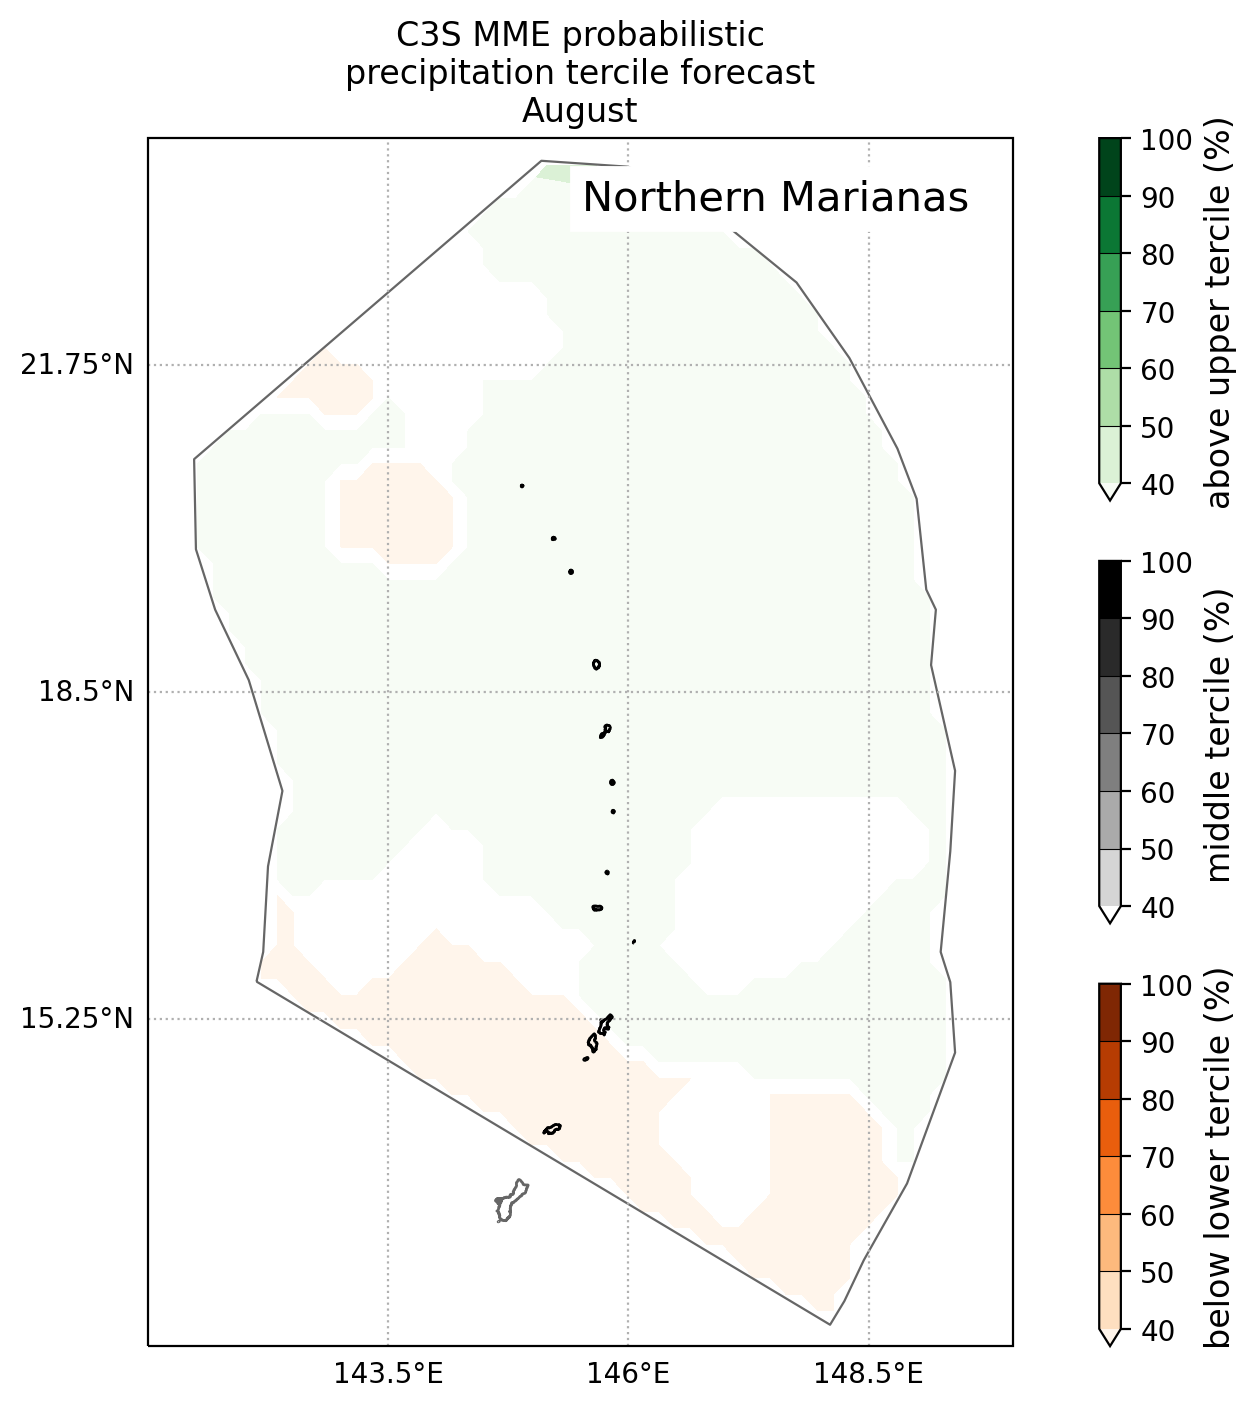 C3S MME probabilistic
precipitation tercile forecast
August
Northern Marianas
21.75°N
18.5°N
15.25°N
143.5°E
146°E
148.5°E
100
90
80
70
60
50
40
above upper tercile (%)
100
90
80
70
60
50
40
middle tercile (%)
100
90
80
70
60
50
40
below lower tercile (%)